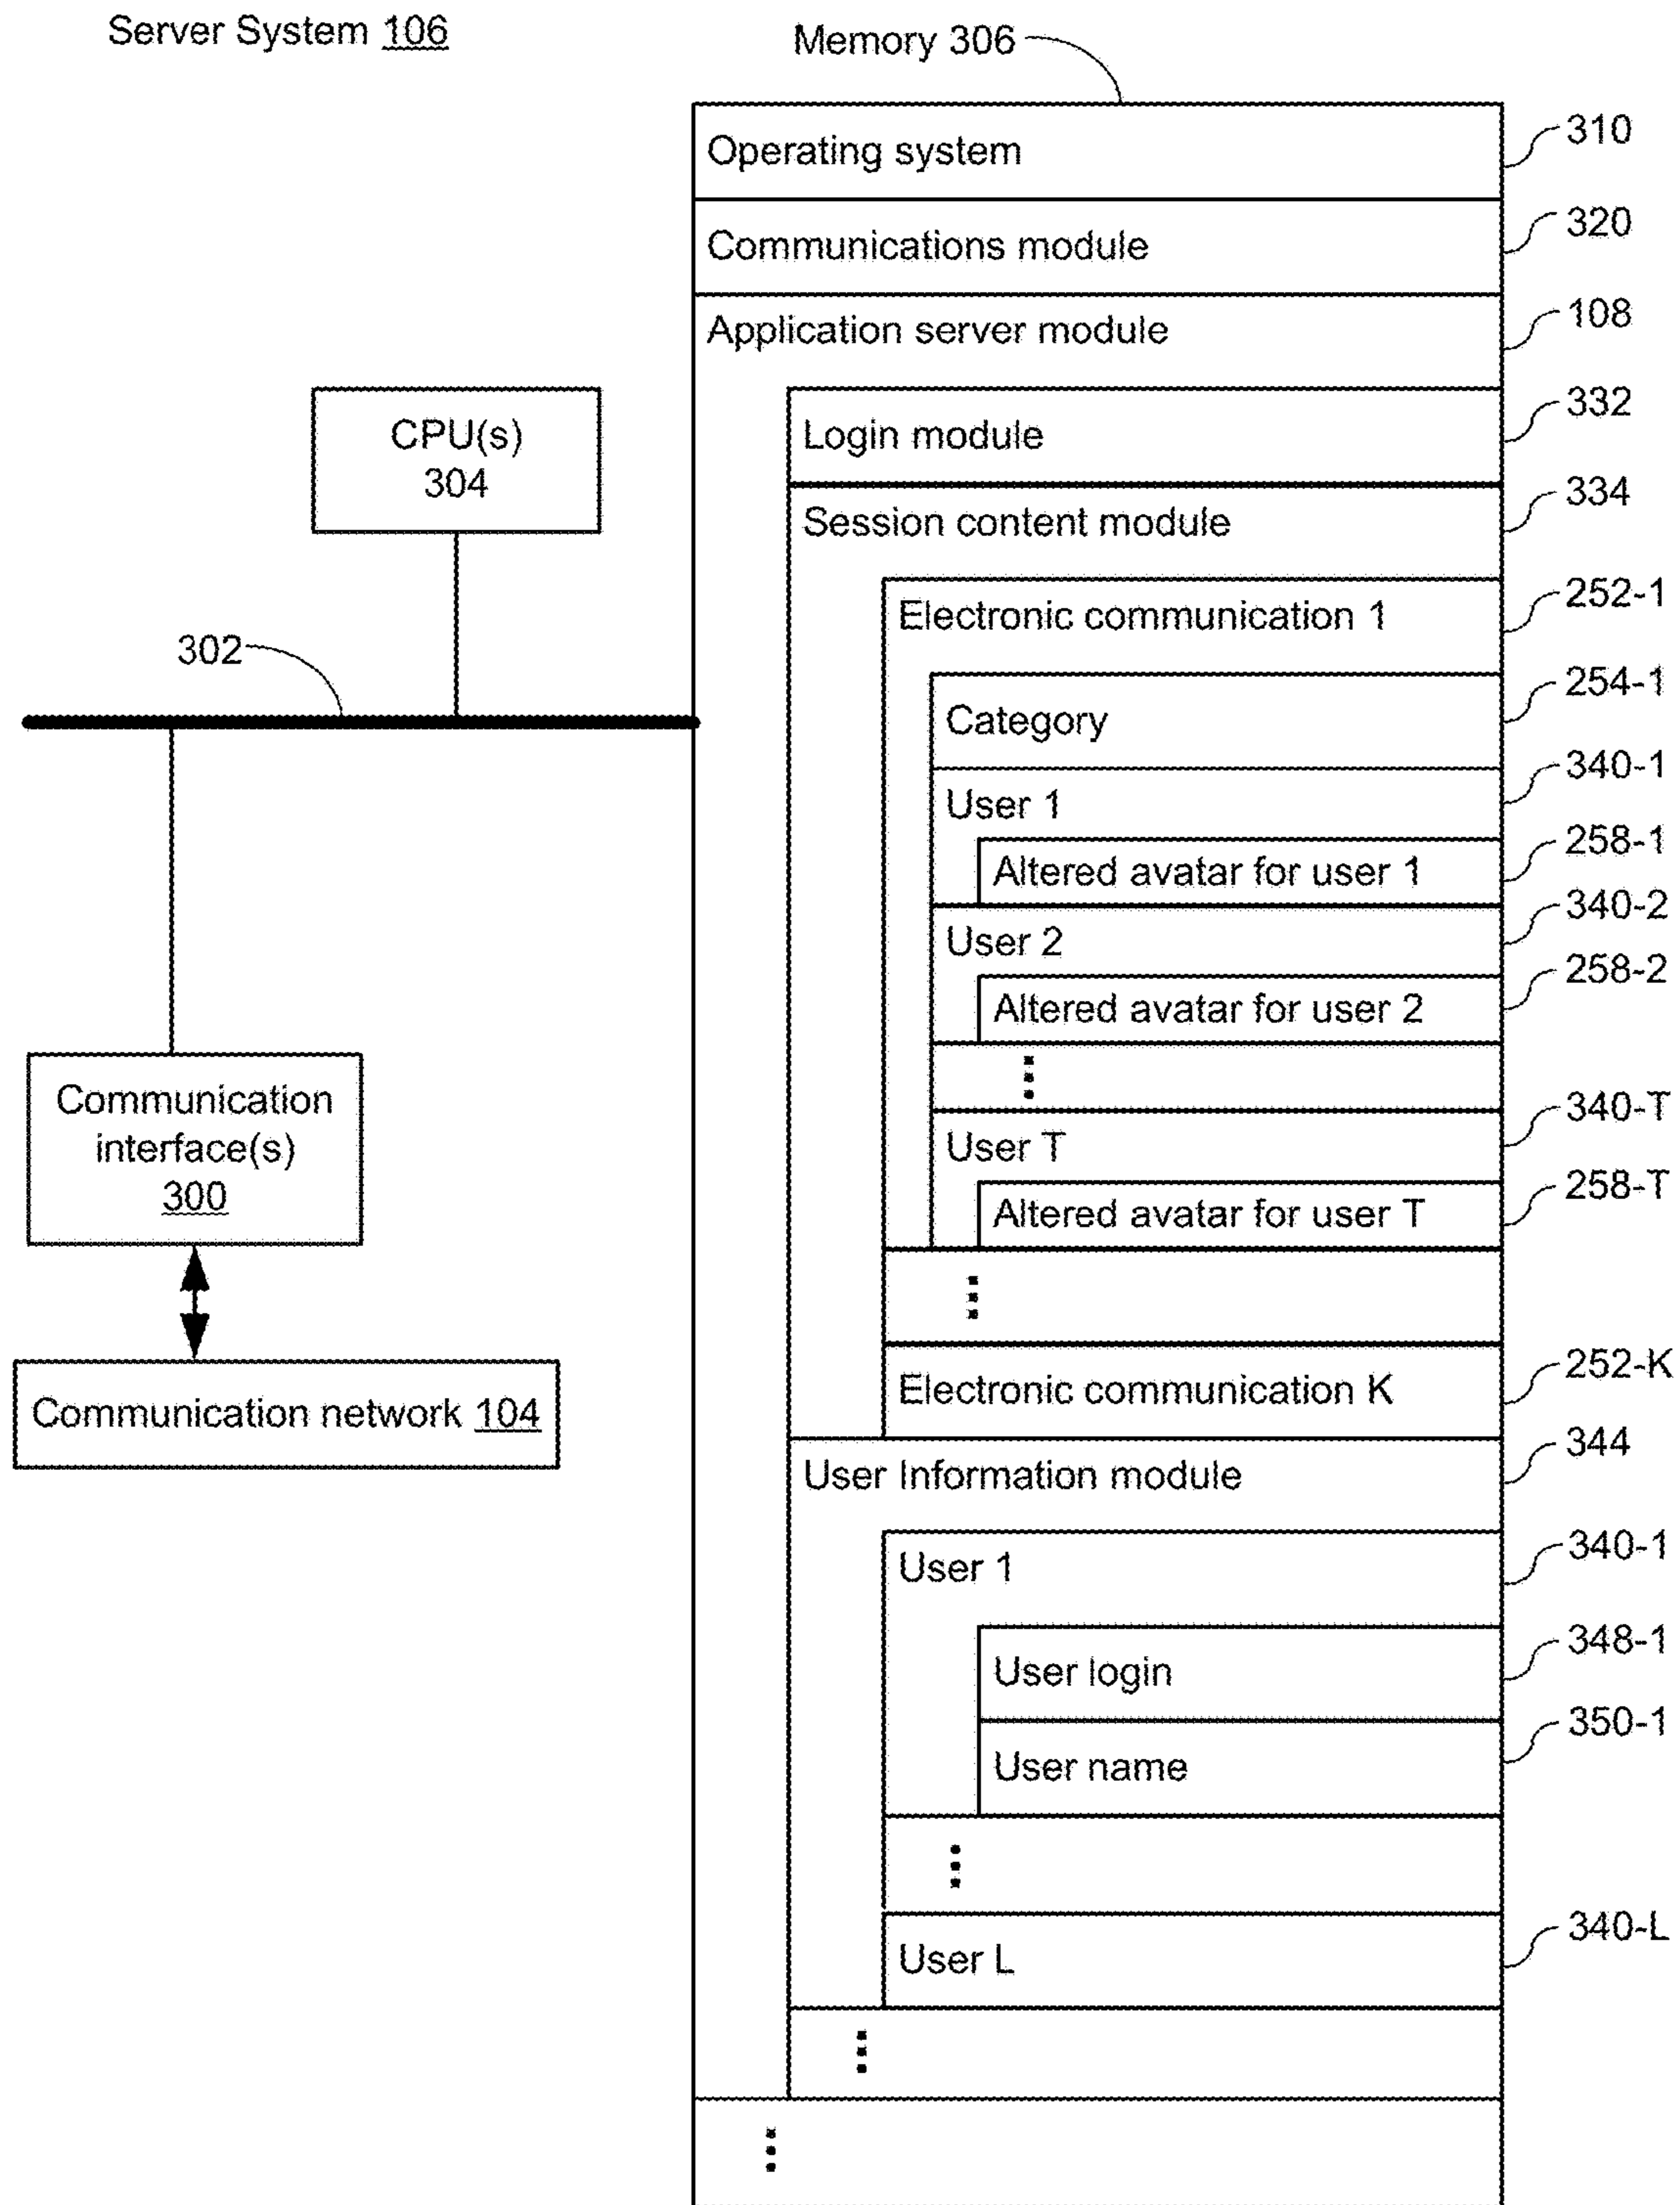 Server System 106
Memory 306
Operating system
310
Communications module
320
Application server module
108
Login module
332
CPU(s)
304
Session content module
334
Electronic communication 1
252-1
302
Category
254-1
User 1
340-1
Altered avatar for user 1
258-1
User 2
340-2
Altered avatar for user 2
258-2
User T
340-T
Altered avatar for user T
258-T
Communication
interface(s)
300
Communication network 104
Electronic communication K
252-K
User Information module
344
User 1
340-1
User login
348-1
User name
350-1
User L
340-L